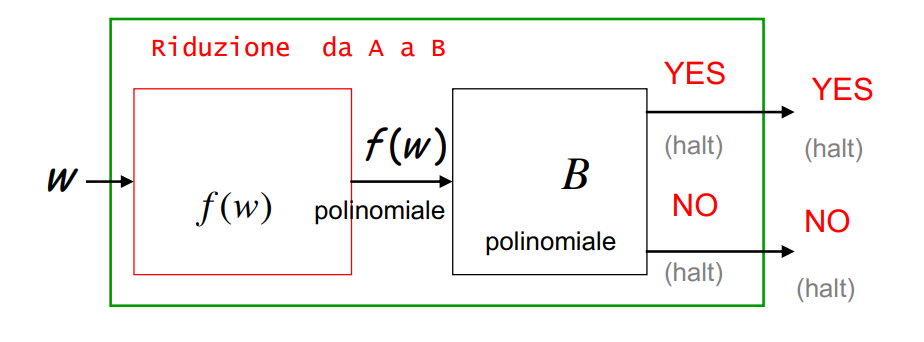 Riduzione da A a B
YES
YES
(halt)
(halt)
w
f(w)
f(w)
polinomiale
B
polinomiale
NO
NO
(halt)
(halt)